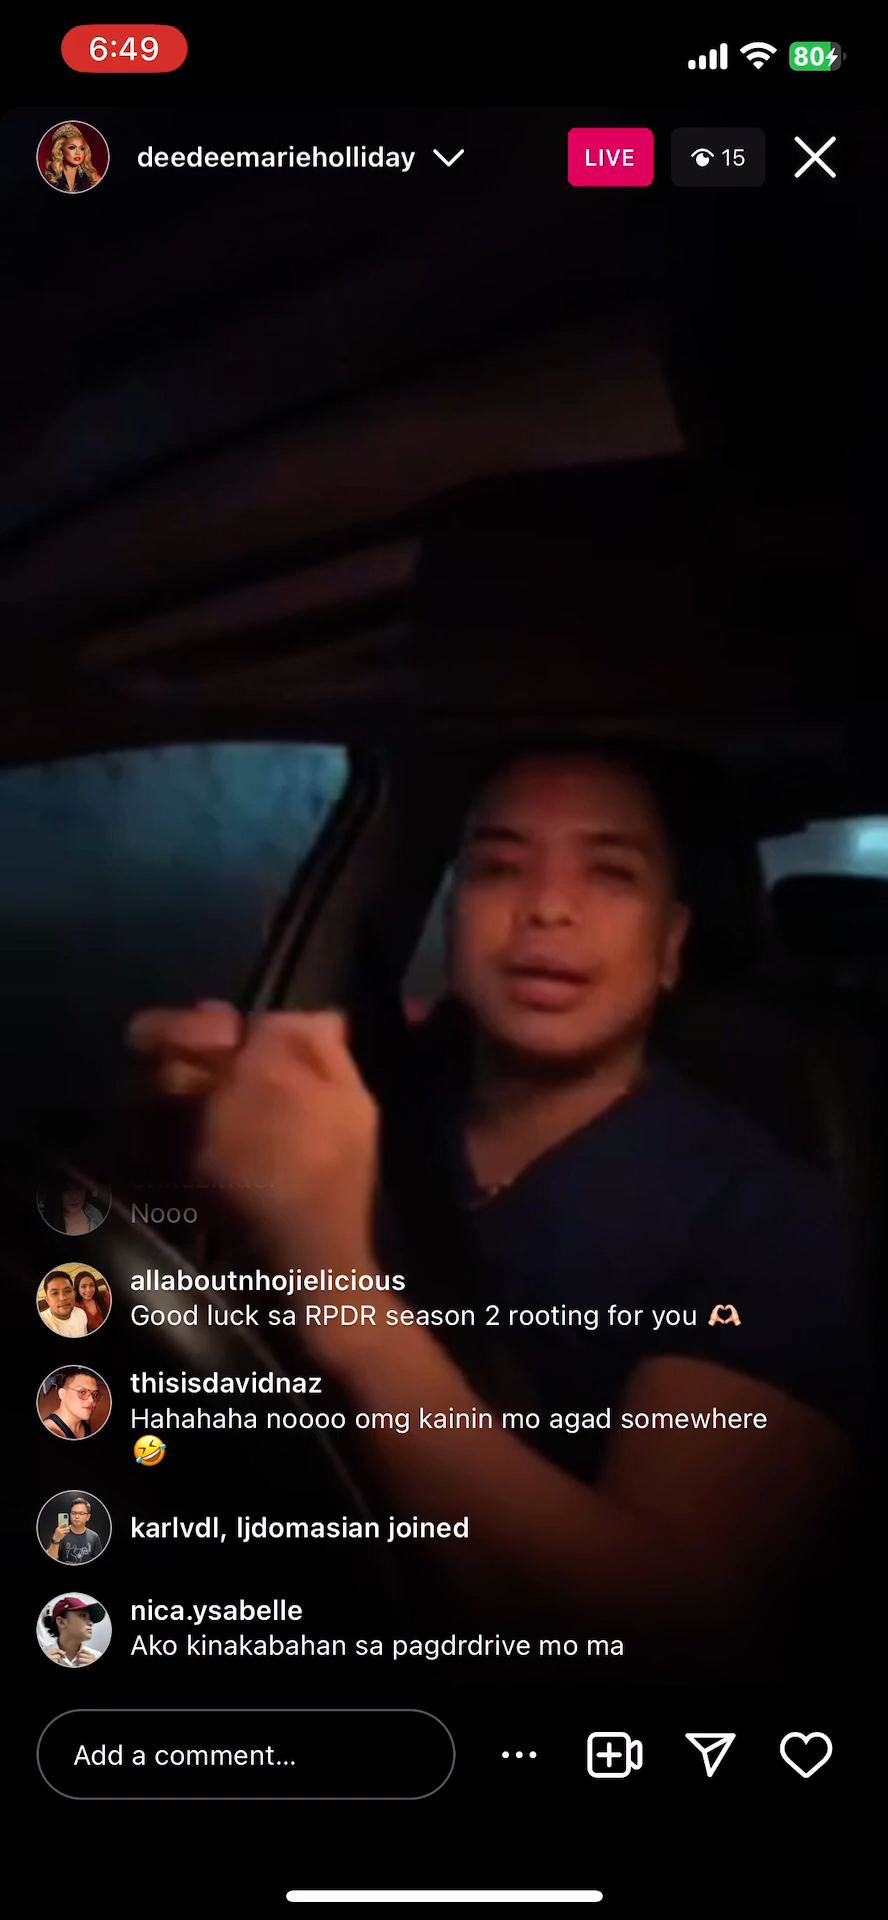 6:49
80
deedeemarieholliday
LIVE
15
Nooo
allaboutnhojielicious
Good luck sa RPDR season 2 rooting for you 🫶🏻
thisisdavidnaz
Hahahaha noooo omg kainin mo agad somewhere
🤣
karlvdl, ljdomasian joined
nica.ysabelle
Ako kinakabahan sa pagdrdrive mo ma
Add a comment...